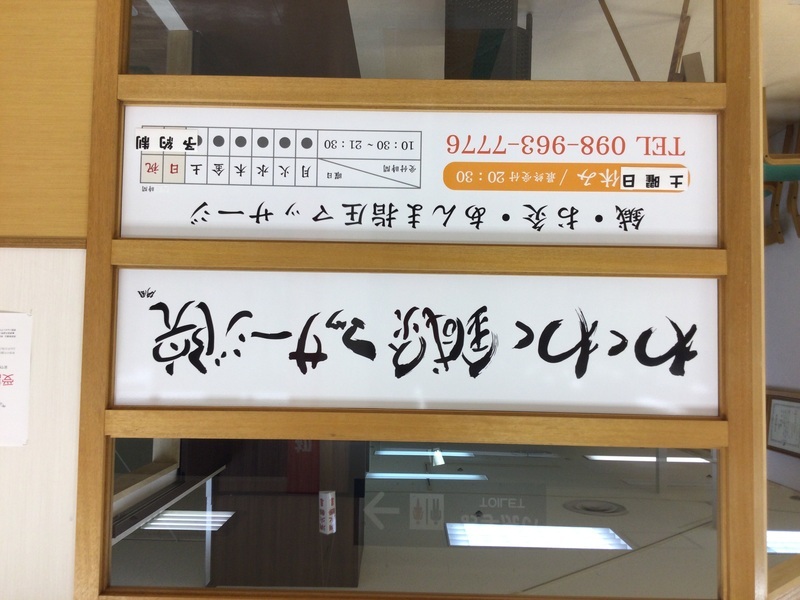 TOILET
わくわく鍼灸マッサージ院
鍼・お灸・あんま指圧マッサージ
土曜日休み / 最終受付20:30
TEL 098-963-7776
受付時間 曜日 月 火 水 木 金 土 日 祝
10:30~21:30 ● ● ● ● ● ● 予約制